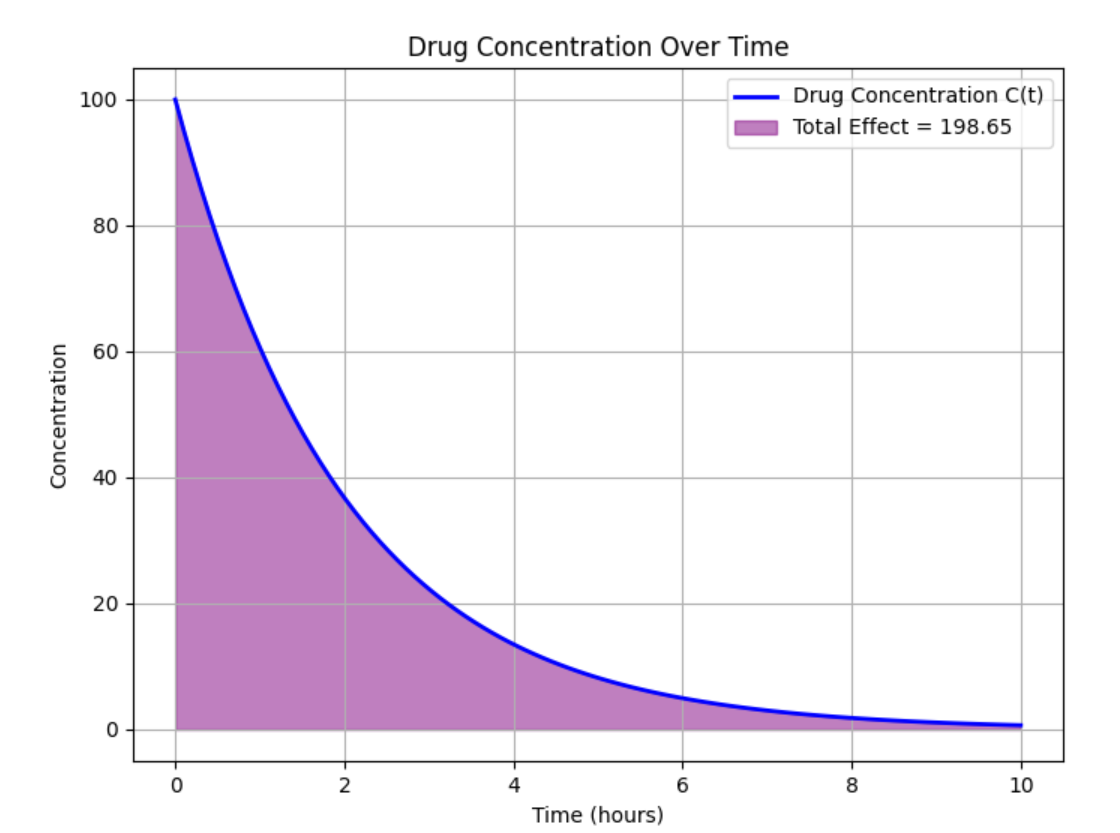 Drug Concentration Over Time
Drug Concentration C(t)
Total Effect = 198.65
Concentration
100
80
60
40
20
0
0 2 4 6 8 10
Time (hours)